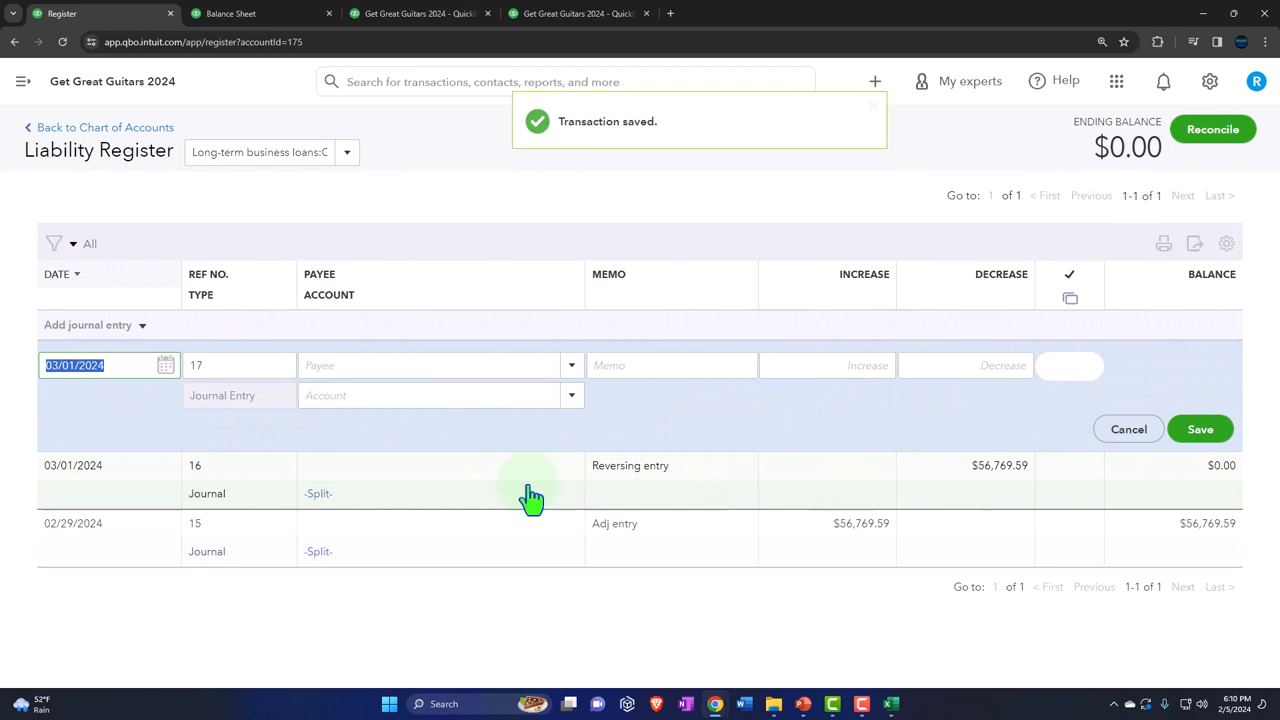 Register
Balance Sheet
Get Great Guitars 2024 - QuickB
Get Great Guitars 2024 - QuickB
app.qbo.intuit.com/app/register?accountId=175
Get Great Guitars 2024
Search for transactions, contacts, reports, and more
My experts
Help
R
Transaction saved.
Back to Chart of Accounts
Liability Register
Long-term business loans:C
ENDING BALANCE
$0.00
Reconcile
Go to: 1 of 1 < First Previous 1-1 of 1 Next Last >
All
DATE REF NO. PAYEE MEMO INCREASE DECREASE BALANCE
TYPE ACCOUNT
Add journal entry
03/01/2024 17 Payee Memo Increase Decrease
Journal Entry Account
Cancel Save
03/01/2024 16 Reversing entry $56,769.59 $0.00
Journal -Split-
02/29/2024 15 Adj entry $56,769.59 $56,769.59
Journal -Split-
Go to: 1 of 1 < First Previous 1-1 of 1 Next Last >
52°F
Rain
Search
6:10 PM
2/5/2024